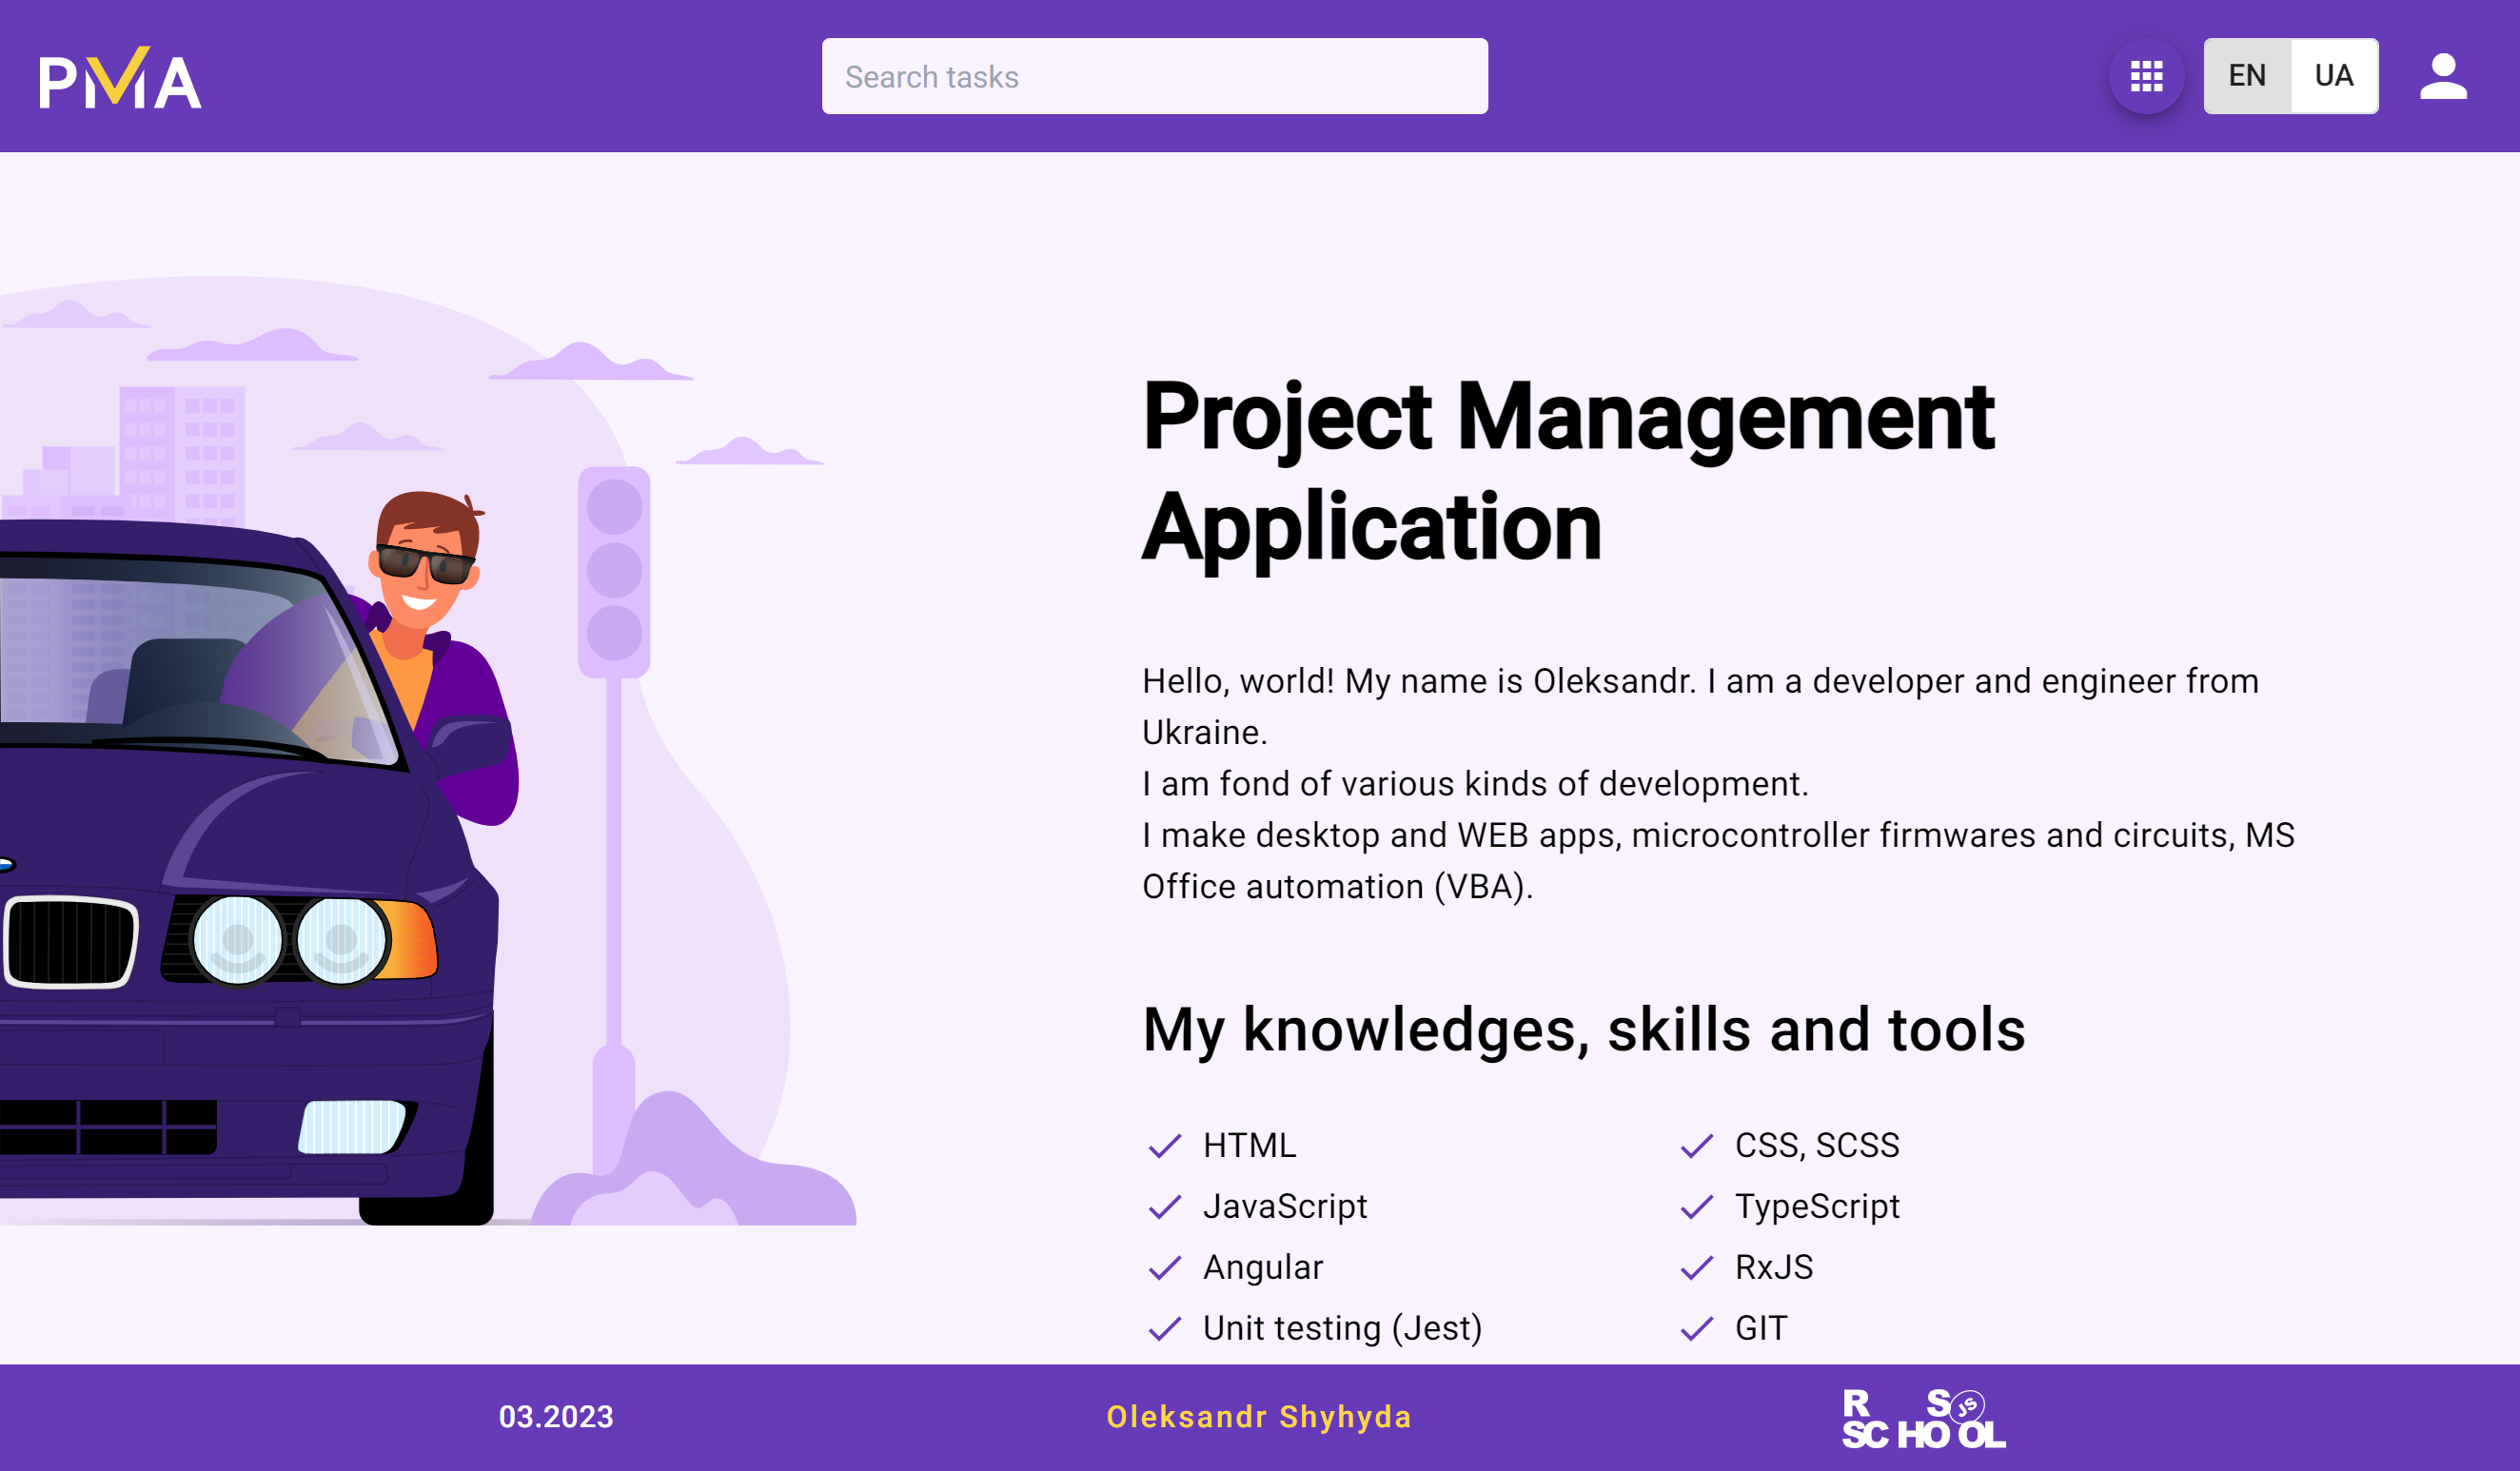 PMA
Search tasks
EN
UA
Project Management
Application
Hello, world! My name is Oleksandr. I am a developer and engineer from
Ukraine.
I am fond of various kinds of development.
I make desktop and WEB apps, microcontroller firmwares and circuits, MS
Office automation (VBA).
My knowledges, skills and tools
HTML
CSS, SCSS
JavaScript
TypeScript
Angular
RxJS
Unit testing (Jest)
GIT
03.2023
Oleksandr Shyhyda
R S JS
SCHOOL